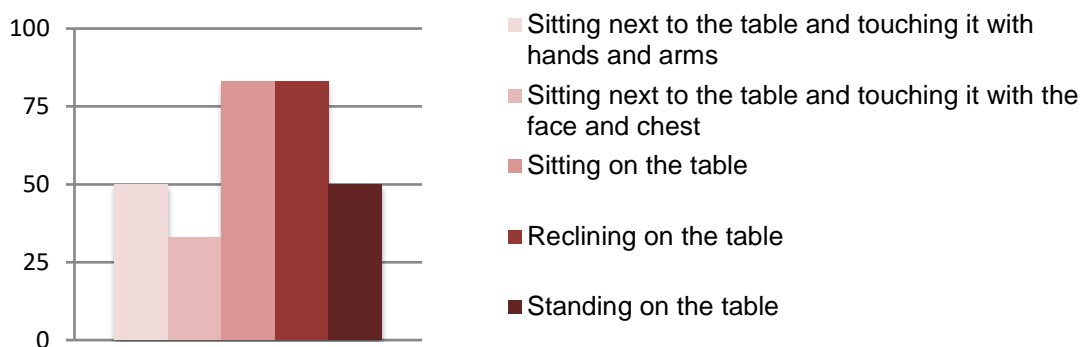 100
75
50
25
0
Sitting next to the table and touching it with
hands and arms
Sitting next to the table and touching it with the
face and chest
Sitting on the table
Reclining on the table
Standing on the table